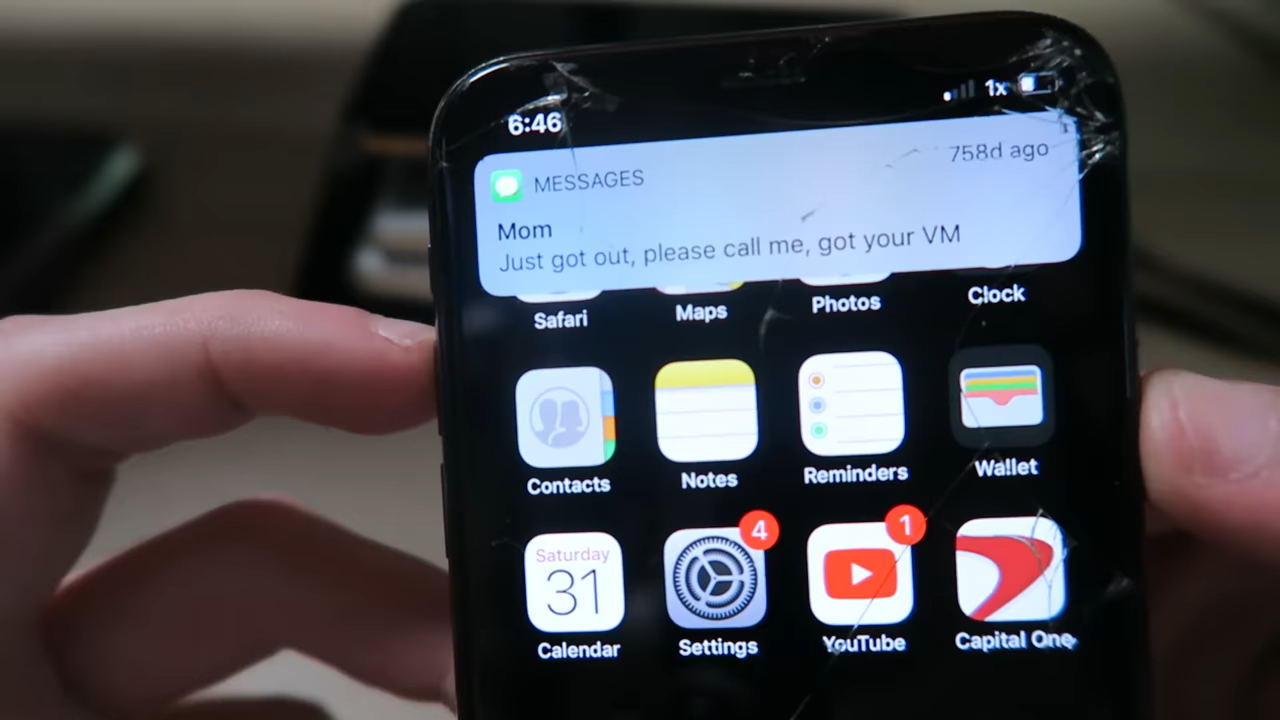 6:46
1x
MESSAGES
758d ago
Mom
Just got out, please call me, got your VM
Safari
Maps
Photos
Clock
Contacts
Notes
Reminders
Wallet
Saturday
31
4
1
Calendar
Settings
YouTube
Capital One